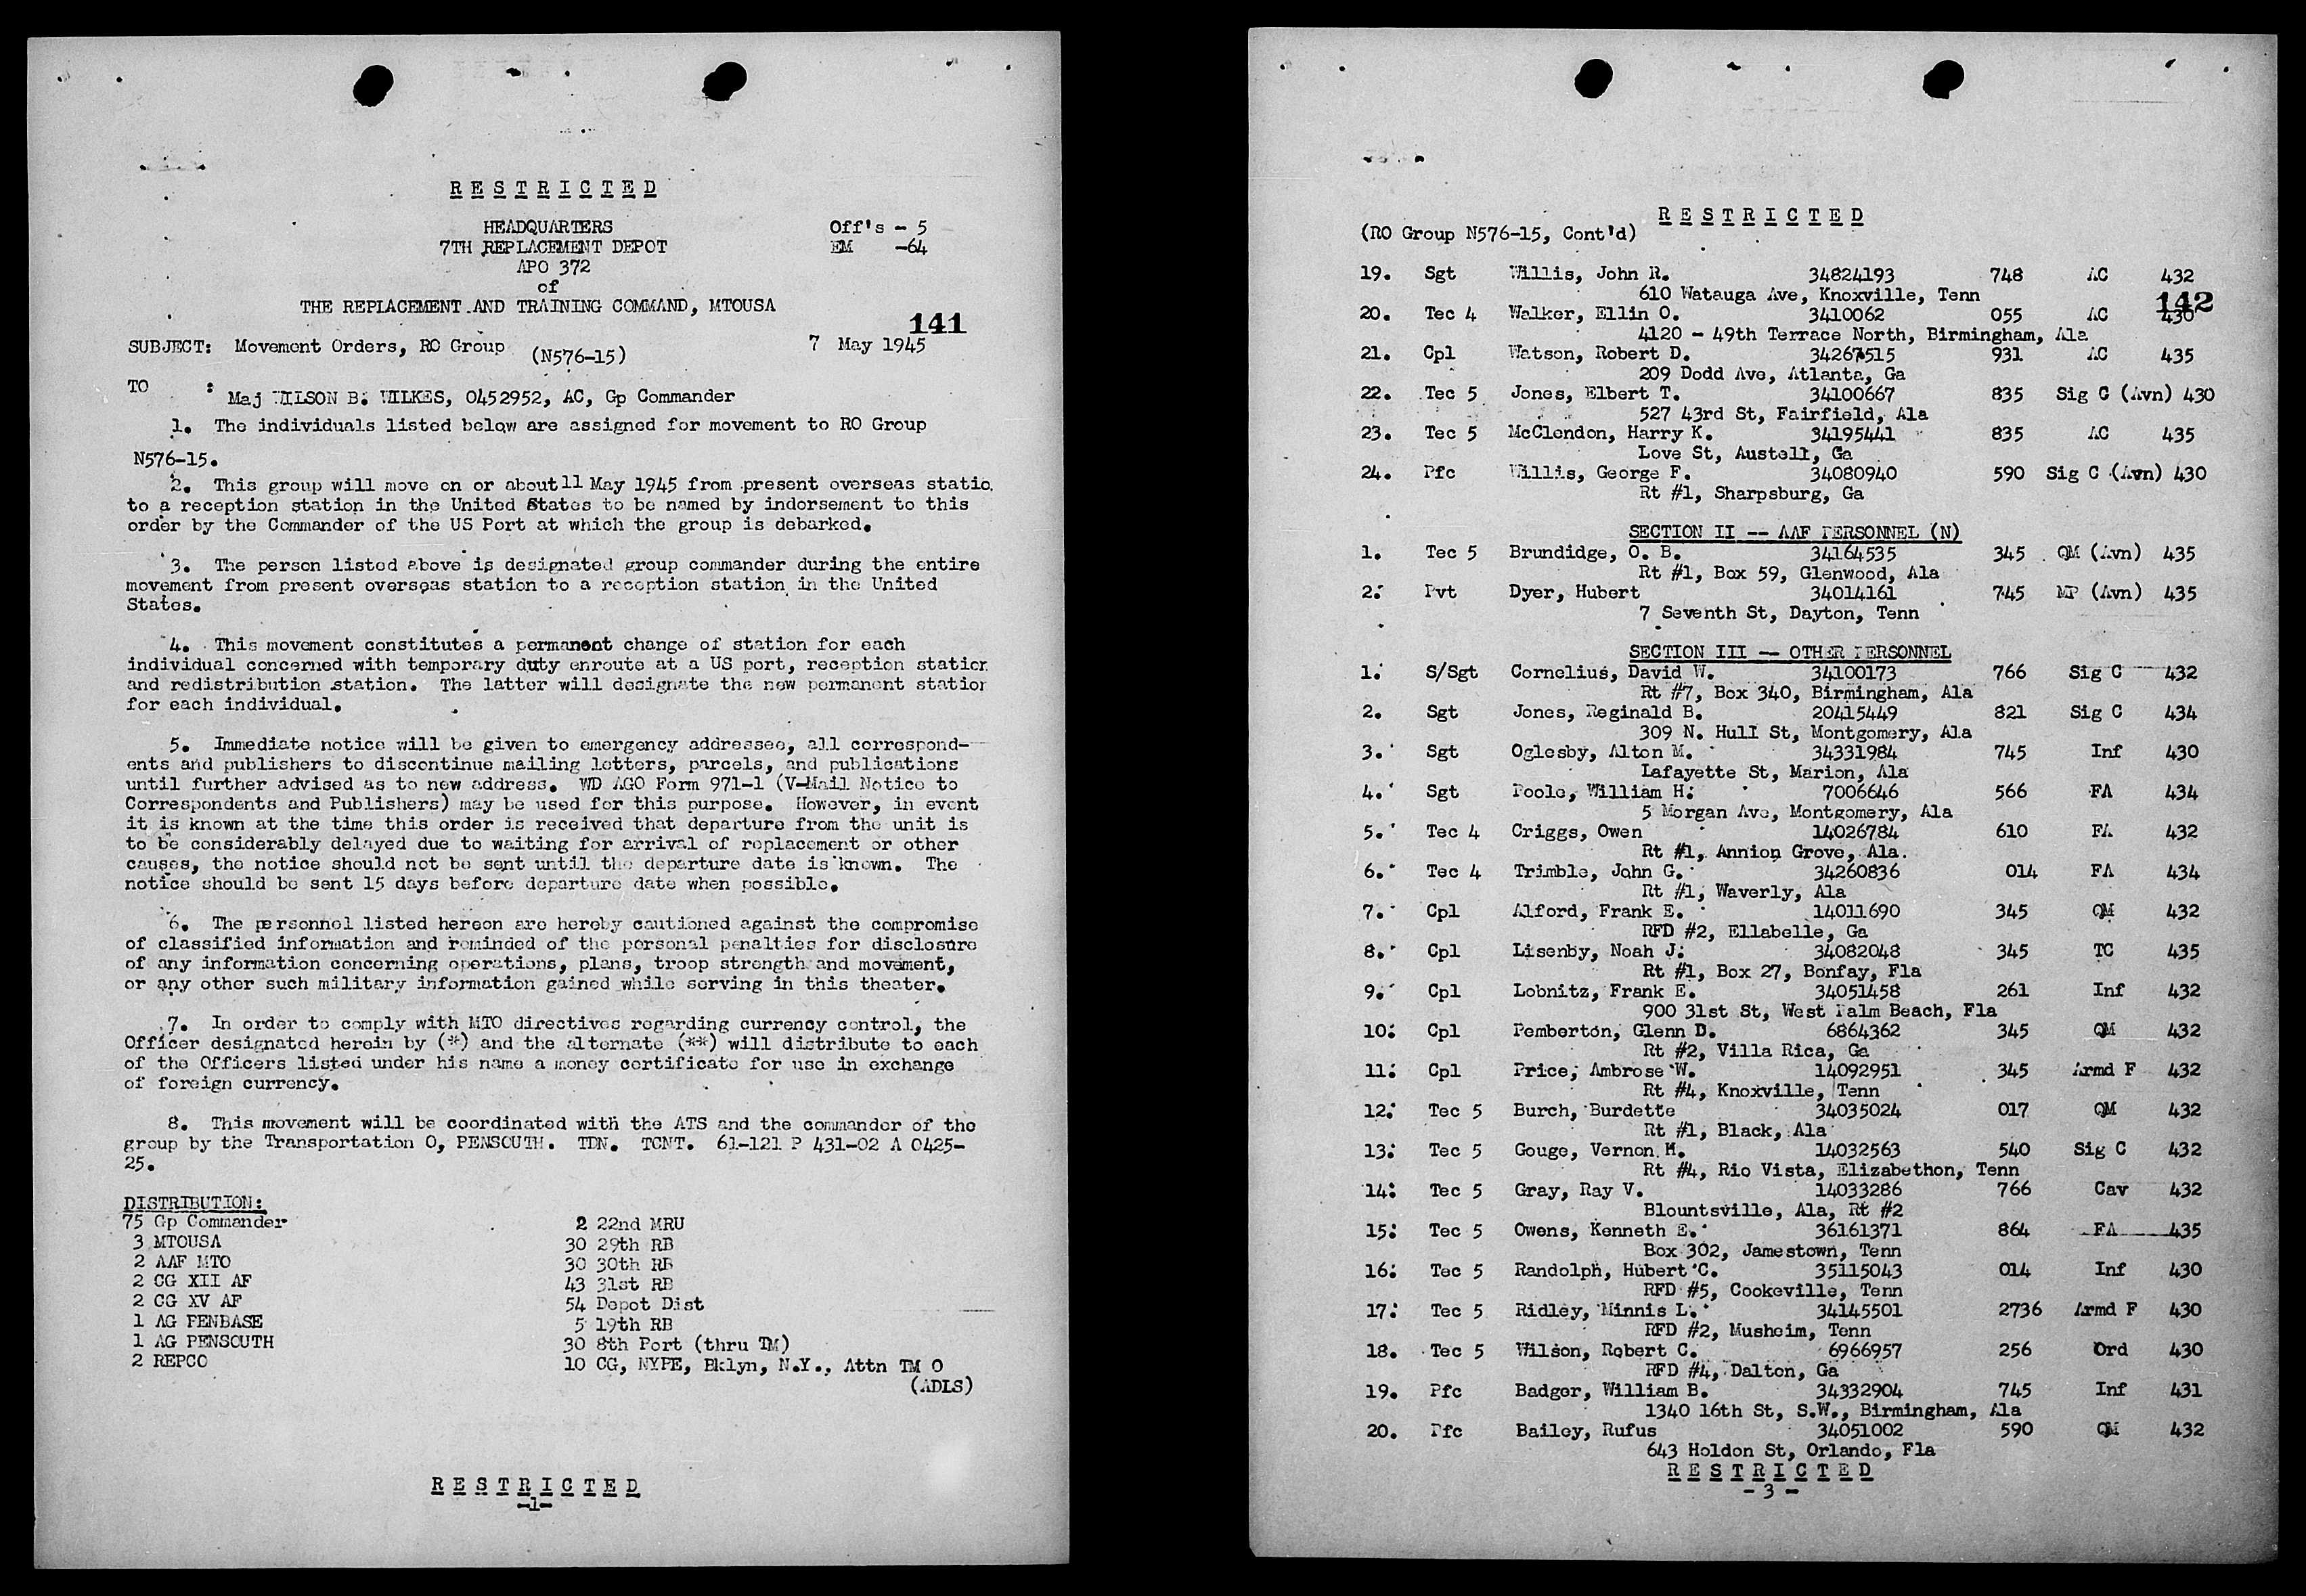 R E S T R I C T E D
HEADQUARTERS
Off's - 5
7TH REPLACEMENT DEPOT
EM -64
APO 372
of
THE REPLACEMENT AND TRAINING COMMAND, MTOUSA
141
SUBJECT: Movement Orders, RO Group (N576-15)
7 May 1945
TO :
Maj WILSON B. WILKES, O452952, AC, Gp Commander
1. The individuals listed below are assigned for movement to RO Group
N576-15.
2. This group will move on or about 11 May 1945 from present overseas statio.
to a reception station in the United States to be named by indorsement to this
order by the Commander of the US Port at which the group is debarked.
3. The person listed above is designated group commander during the entire
movement from present overseas station to a reception station in the United
States.
4. This movement constitutes a permanent change of station for each
individual concerned with temporary duty enroute at a US port, reception station
and redistribution station. The latter will designate the new permanent station
for each individual.
5. Immediate notice will be given to emergency addressee, all correspond-
ents and publishers to discontinue mailing letters, parcels, and publications
until further advised as to new address. WD AGO Form 971-1 (V-Mail Notice to
Correspondents and Publishers) may be used for this purpose. However, in event
it is known at the time this order is received that departure from the unit is
to be considerably delayed due to waiting for arrival of replacement or other
causes, the notice should not be sent until the departure date is known. The
notice should be sent 15 days before departure date when possible.
6. The personnel listed hereon are hereby cautioned against the compromise
of classified information and reminded of the personal penalties for disclosure
of any information concerning operations, plans, troop strength and movement,
or any other such military information gained while serving in this theater.
7. In order to comply with MTO directives regarding currency control, the
Officer designated herein by (*) and the alternate (**) will distribute to each
of the Officers listed under his name a money certificate for use in exchange
of foreign currency.
8. This movement will be coordinated with the ATS and the commander of the
group by the Transportation O, PENSOUTH. TDN. TCNT. 61-121 P 431-02 A 0425-
25.
DISTRIBUTION:
75 Gp Commander
3 MTOUSA
2 AAF MTO
2 CG XII AF
2 CG XV AF
1 AG PENBASE
1 AG PENSOUTH
2 REPCO
2 22nd MRU
30 29th RB
30 30th RB
43 31st RB
54 Depot Dist
5 19th RB
30 8th Port (thru TM)
10 CG, NYPE, Bklyn, N.Y., Attn TM O
(ADLS)
R E S T R I C T E D
-1-
R E S T R I C T E D
(RO Group N576-15, Cont'd)
19. Sgt Willis, John R. 34824193 748 AC 432
610 Watauga Ave, Knoxville, Tenn
142
20. Tec 4 Walker, Ellin O. 3410062 055 AC 430
4120 - 49th Terrace North, Birmingham, Ala
21. Cpl Watson, Robert D. 34267515 931 AC 435
209 Dodd Ave, Atlanta, Ga
22. Tec 5 Jones, Elbert T. 34100667 835 Sig C (Avn) 430
527 43rd St, Fairfield, Ala
23. Tec 5 McClendon, Harry K. 34195441 835 AC 435
Love St, Austell, Ga
24. Pfc Willis, George F. 34080940 590 Sig C (Avn) 430
Rt #1, Sharpsburg, Ga
SECTION II -- AAF PERSONNEL (N)
1. Tec 5 Brundidge, O. B. 34164535 345 QM (Avn) 435
Rt #1, Box 59, Glenwood, Ala
2. Pvt Dyer, Hubert 34014161 745 MP (Avn) 435
7 Seventh St, Dayton, Tenn
SECTION III -- OTHER PERSONNEL
1. S/Sgt Cornelius, David W. 34100173 766 Sig C 432
Rt #7, Box 340, Birmingham, Ala
2. Sgt Jones, Reginald B. 20415449 821 Sig C 434
309 N. Hull St, Montgomery, Ala
3. Sgt Oglesby, Alton M. 34331984 745 Inf 430
Lafayette St, Marion, Ala
4. Sgt Poole, William H. 7006646 566 FA 434
5 Morgan Ave, Montgomery, Ala
5. Tec 4 Criggs, Owen 14026784 610 FA 432
Rt #1, Annion Grove, Ala.
6. Tec 4 Trimble, John G. 34260836 014 FA 434
Rt #1, Waverly, Ala
7. Cpl Alford, Frank E. 14011690 345 QM 432
RFD #2, Ellabelle, Ga
8. Cpl Lisenby, Noah J. 34082048 345 TC 435
Rt #1, Box 27, Bonfay, Fla
9. Cpl Lobnitz, Frank E. 34051458 261 Inf 432
900 31st St, West Palm Beach, Fla
10. Cpl Pemberton, Glenn D. 6864362 345 QM 432
Rt #2, Villa Rica, Ga
11. Cpl Price, Ambrose W. 14092951 345 Armd F 432
Rt #4, Knoxville, Tenn
12. Tec 5 Burch, Burdette 34035024 017 QM 432
Rt #1, Black, Ala
13. Tec 5 Gouge, Vernon M. 14032563 540 Sig C 432
Rt #4, Rio Vista, Elizabethon, Tenn
14. Tec 5 Gray, Ray V. 14033286 766 Cav 432
Blountsville, Ala, Rt #2
15. Tec 5 Owens, Kenneth E. 36161371 864 FA 435
Box 302, Jamestown, Tenn
16. Tec 5 Randolph, Hubert C. 35115043 014 Inf 430
RFD #5, Cookeville, Tenn
17. Tec 5 Ridley, Minnis L. 34145501 2736 Armd F 430
RFD #2, Musheim, Tenn
18. Tec 5 Wilson, Robert C. 6966957 256 Ord 430
RFD #4, Dalton, Ga
19. Pfc Badger, William B. 34332904 745 Inf 431
1340 16th St, S.W., Birmingham, Ala
20. Pfc Bailey, Rufus 34051002 590 QM 432
643 Holdon St, Orlando, Fla
R E S T R I C T E D
- 3 -